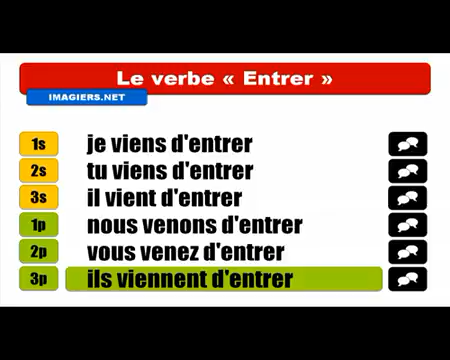 Le verbe « Entrer »
IMAGIERS.NET
1s je viens d'entrer
2s tu viens d'entrer
3s il vient d'entrer
1p nous venons d'entrer
2p vous venez d'entrer
3p ils viennent d'entrer